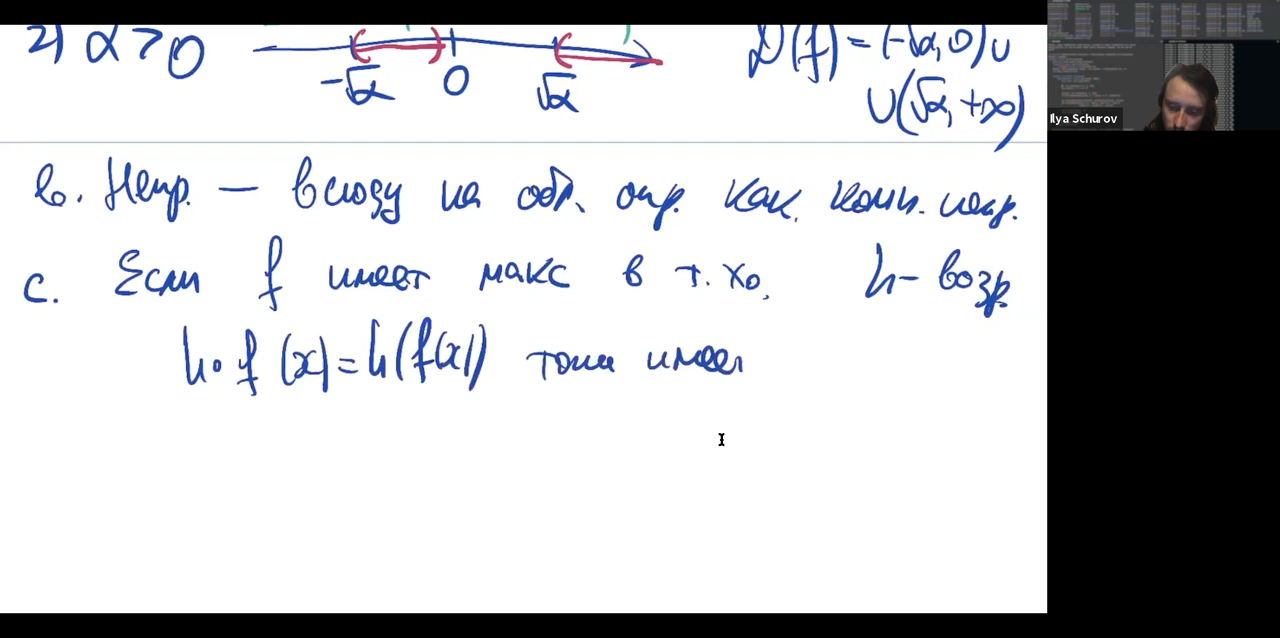 2) α > 0
-√α 0 √α
D(f) = (-√α, 0) ∪
∪ (√α, +∞)
Ilya Schurov
b. Непр. — всюду на обл. опр. как. комп. непр.
c. Если f имеет макс в т. x₀, h - возр.
h∘f(x) = h(f(x)) тоже имеет